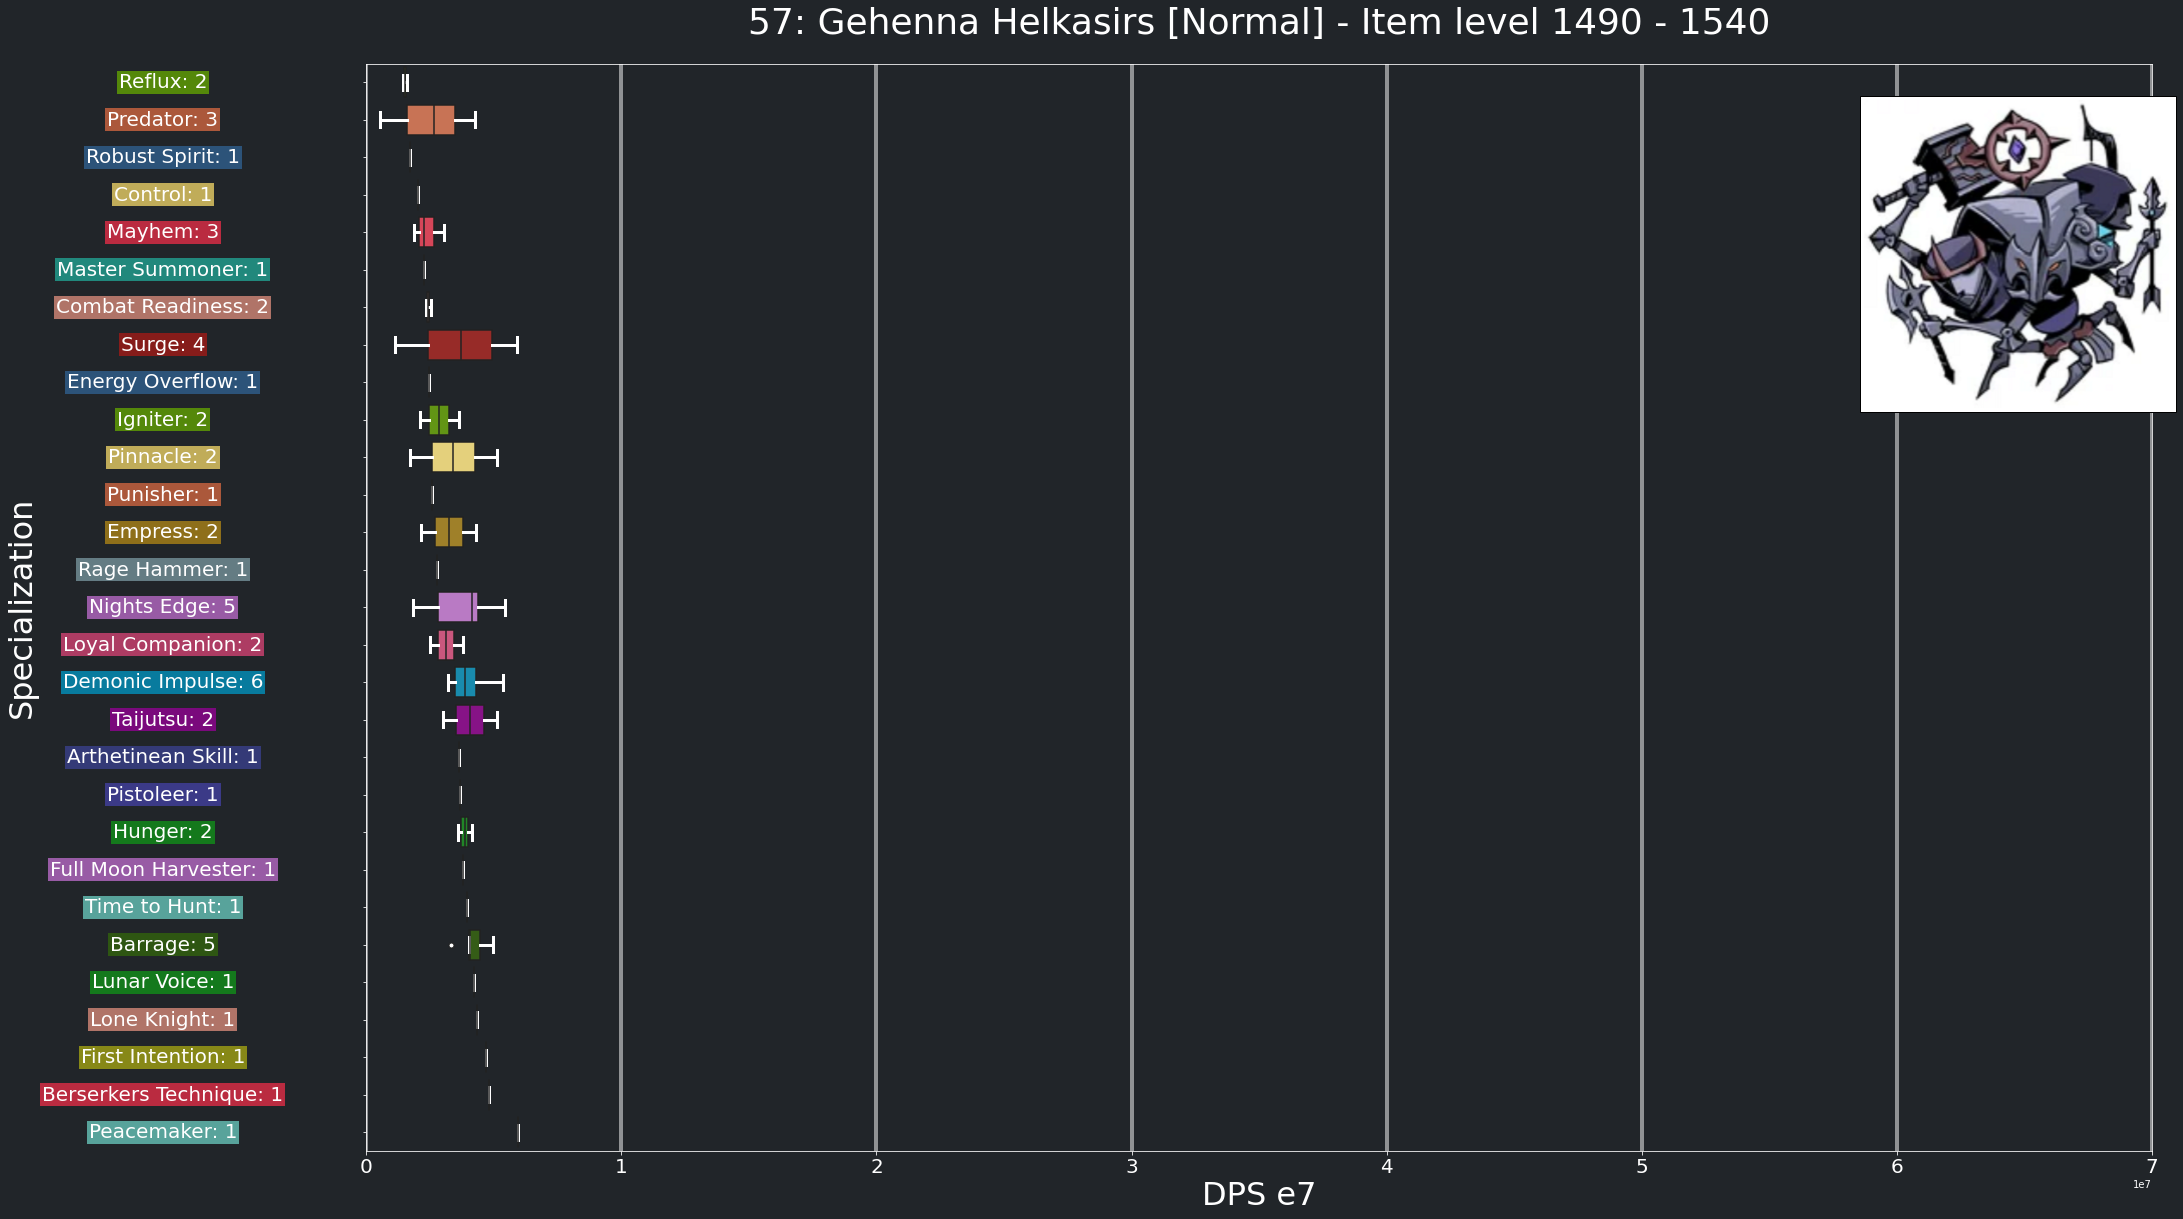 57: Gehenna Helkasirs [Normal] - Item level 1490 - 1540
Reflux: 2
Predator: 3
Robust Spirit: 1
Control: 1
Mayhem: 3
Master Summoner: 1
Combat Readiness: 2
Surge: 4
Energy Overflow: 1
Igniter: 2
Pinnacle: 2
Punisher: 1
Empress: 2
Rage Hammer: 1
Nights Edge: 5
Loyal Companion: 2
Demonic Impulse: 6
Taijutsu: 2
Arthetinean Skill: 1
Pistoleer: 1
Hunger: 2
Full Moon Harvester: 1
Time to Hunt: 1
Barrage: 5
Lunar Voice: 1
Lone Knight: 1
First Intention: 1
Berserkers Technique: 1
Peacemaker: 1
Specialization
0 1 2 3 4 5 6 7
1e7
DPS e7